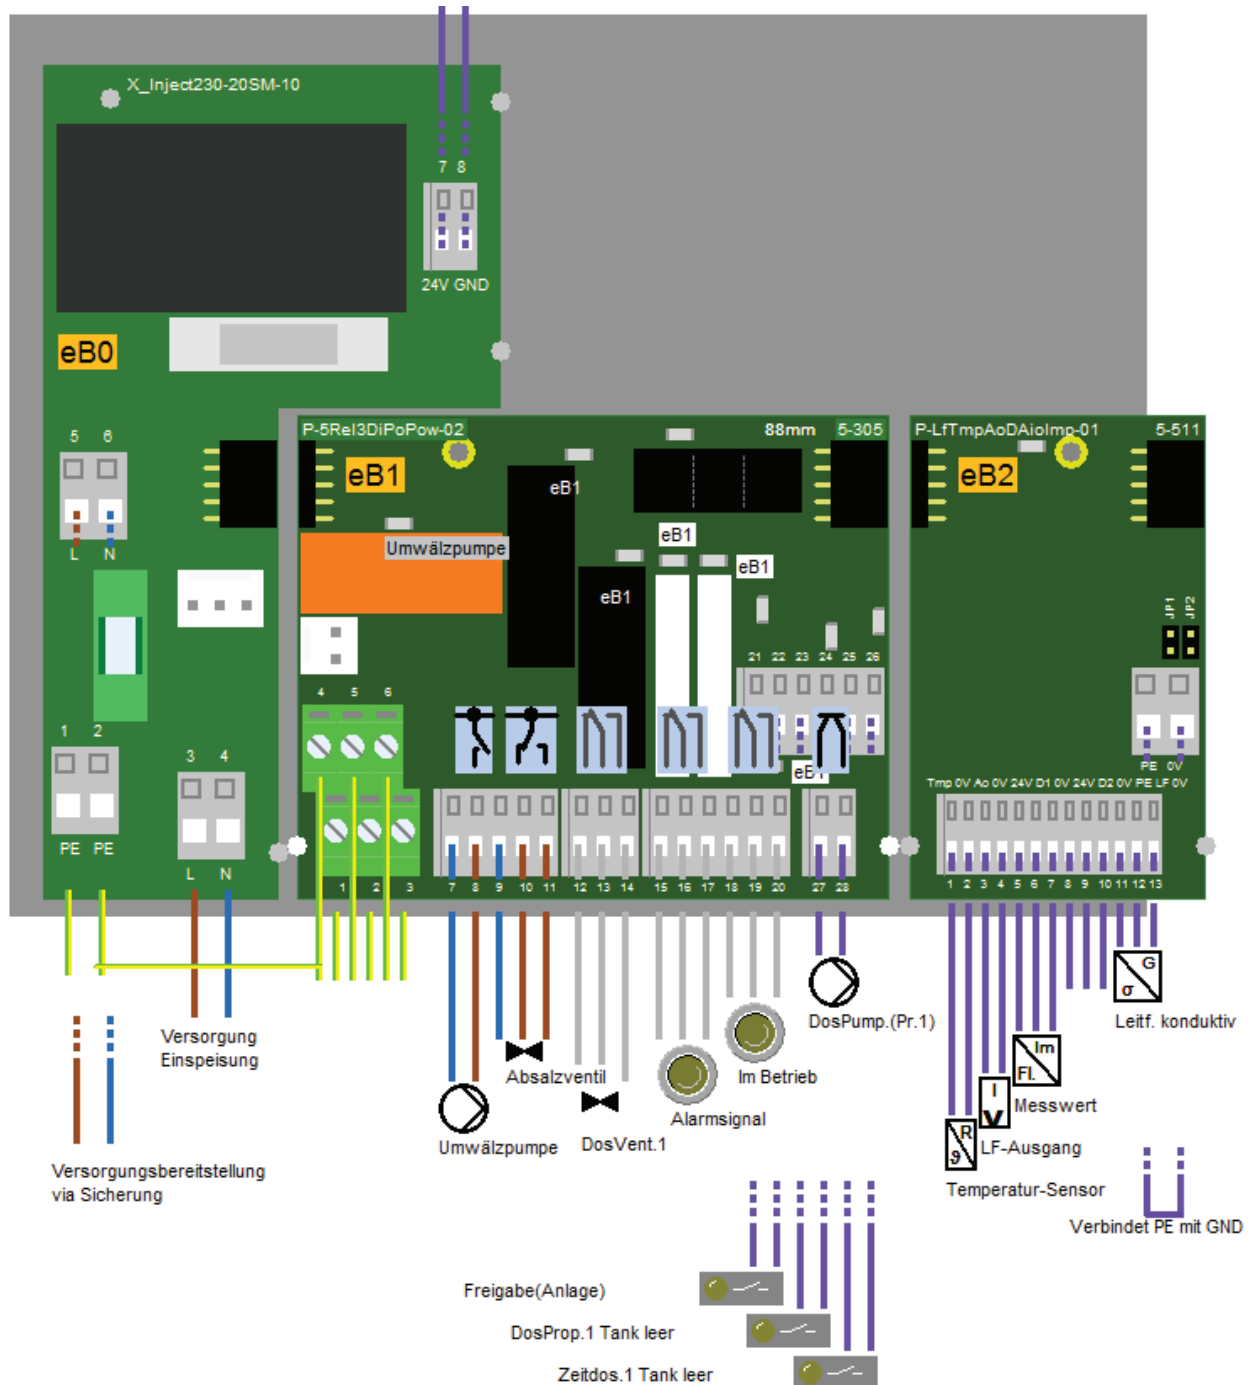 X_Inject230-20SM-10
7 8
24V GND
eB0
5 6
L N
1 2
PE PE
3 4
L N
P-5Rel3DiPoPow-02 88mm 5-305
eB1
eB1
Umwälzpumpe
eB1
eB1
eB1
21 22 23 24 25 26
4 5 6
eB1
1 2 3
7 8 9 10 11 12 13 14 15 16 17 18 19 20 27 28
P-LfTmpAoDAioImp-01 5-511
eB2
JP1 JP2
PE 0V
Tmp 0V Ao 0V 24V D1 0V 24V D2 0V PE LF 0V
1 2 3 4 5 6 7 8 9 10 11 12 13
Versorgung
Einspeisung
Versorgungsbereitstellung
via Sicherung
Umwälzpumpe
Absalzventil
DosVent.1
Alarmsignal
Im Betrieb
DosPump.(Pr.1)
G
σ
Leitf. konduktiv
Im
Fl.
Messwert
I
V
LF-Ausgang
R
ϑ
Temperatur-Sensor
Verbindet PE mit GND
Freigabe(Anlage)
DosProp.1 Tank leer
Zeitdos.1 Tank leer